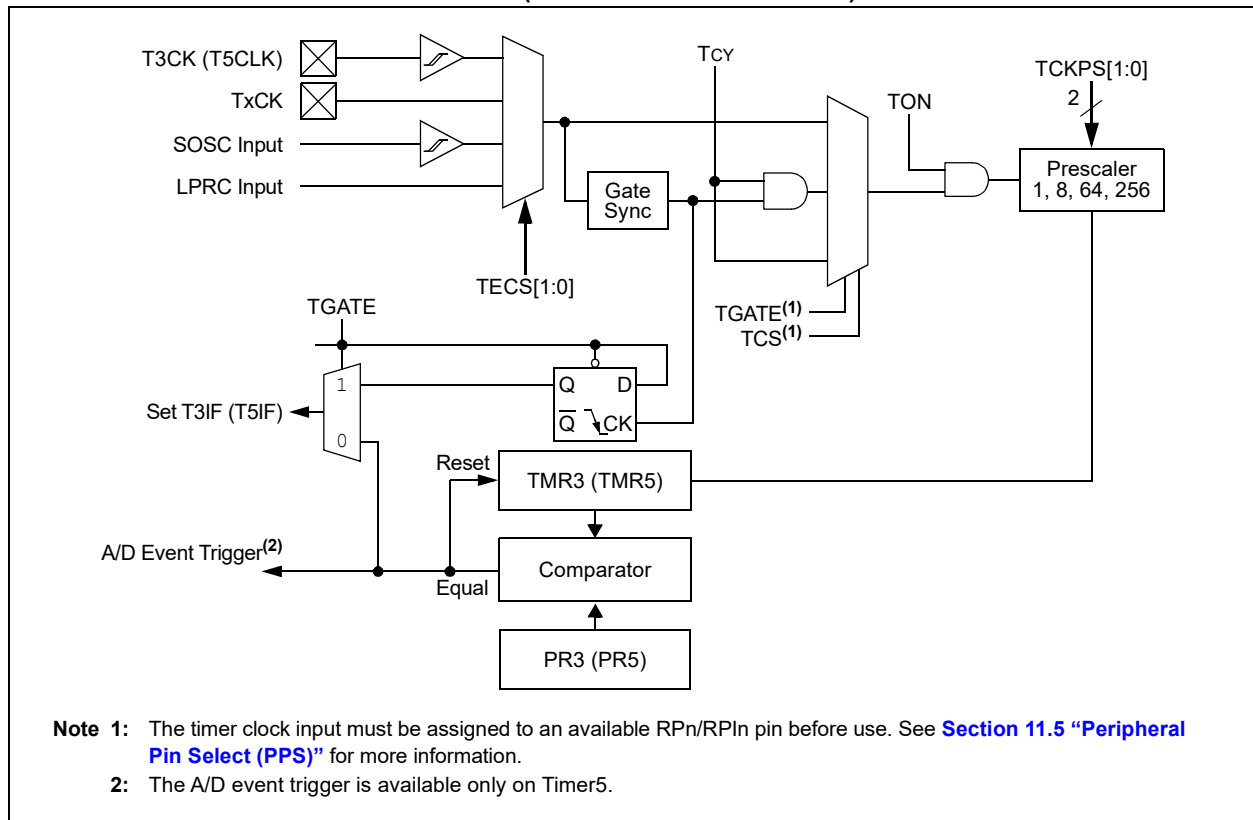 T3CK (T5CLK)
TxCK
SOSC Input
LPRC Input
TECS[1:0]
Gate
Sync
TCY
TGATE(1)
TCS(1)
TON
TCKPS[1:0]
2
Prescaler
1, 8, 64, 256
TGATE
1
0
Set T3IF (T5IF)
Q D
Q CK
Reset
TMR3 (TMR5)
A/D Event Trigger(2)
Equal
Comparator
PR3 (PR5)
Note 1: The timer clock input must be assigned to an available RPn/RPIn pin before use. See Section 11.5 “Peripheral
Pin Select (PPS)” for more information.
2: The A/D event trigger is available only on Timer5.